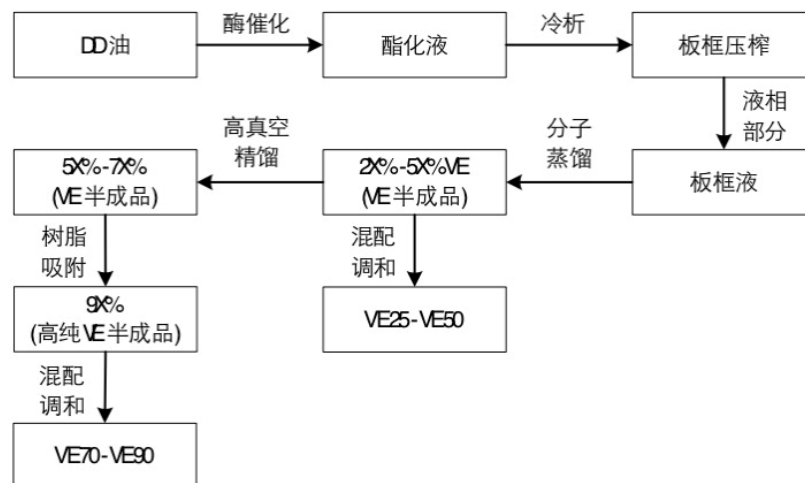 DD油
酶催化
酯化液
冷析
板框压榨
液相
部分
板框液
分子
蒸馏
2X%-5X%VE
(VE半成品)
高真空
精馏
5X%-7X%
(VE半成品)
混配
调和
VE25-VE50
树脂
吸附
9X%
(高纯VE半成品)
混配
调和
VE70-VE90